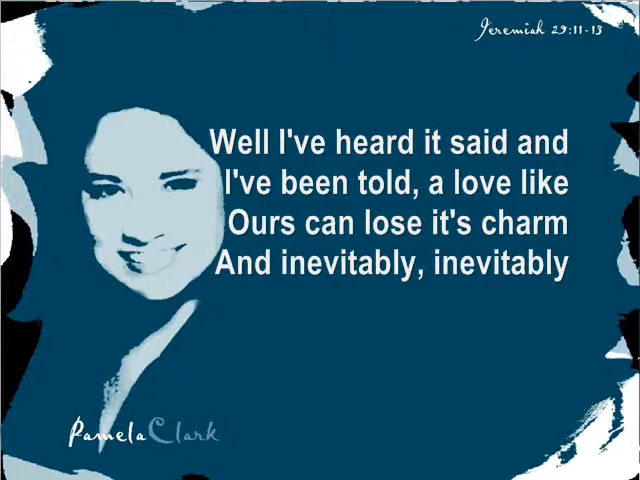 Jeremiah 29:11-13
Well I've heard it said and
I've been told, a love like
Ours can lose it's charm
And inevitably, inevitably
PamelaClark